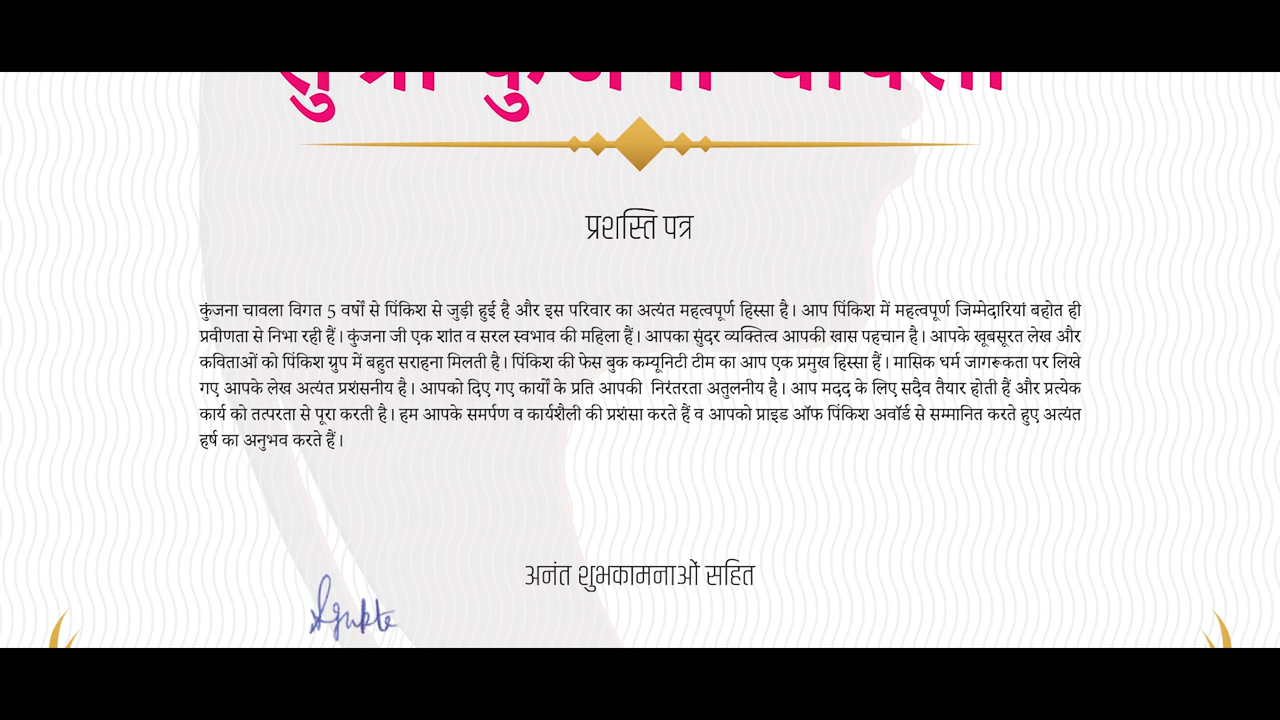 सुश्री कुंजना चावला
प्रशस्ति पत्र
कुंजना चावला विगत 5 वर्षों से पिंकिश से जुड़ी हुई है और इस परिवार का अत्यंत महत्वपूर्ण हिस्सा है। आप पिंकिश में महत्वपूर्ण जिम्मेदारियां बहोत ही
प्रवीणता से निभा रही हैं। कुंजना जी एक शांत व सरल स्वभाव की महिला हैं। आपका सुंदर व्यक्तित्व आपकी खास पहचान है। आपके खूबसूरत लेख और
कविताओं को पिंकिश ग्रुप में बहुत सराहना मिलती है। पिंकिश की फेस बुक कम्यूनिटी टीम का आप एक प्रमुख हिस्सा हैं। मासिक धर्म जागरूकता पर लिखे
गए आपके लेख अत्यंत प्रशंसनीय है। आपको दिए गए कार्यों के प्रति आपकी निरंतरता अतुलनीय है। आप मदद के लिए सदैव तैयार होती हैं और प्रत्येक
कार्य को तत्परता से पूरा करती है। हम आपके समर्पण व कार्यशैली की प्रशंसा करते हैं व आपको प्राइड ऑफ पिंकिश अवॉर्ड से सम्मानित करते हुए अत्यंत
हर्ष का अनुभव करते हैं।
अनंत शुभकामनाओं सहित